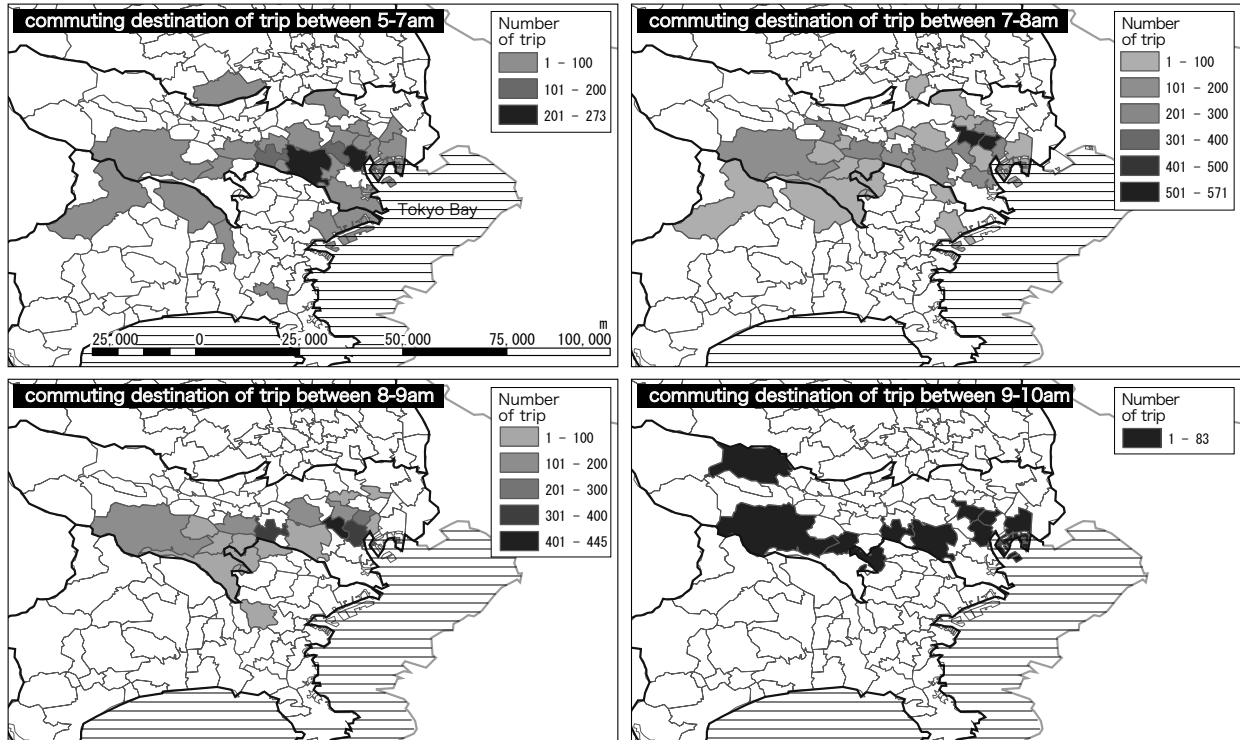 commuting destination of trip between 5-7am
Number
of trip
1 - 100
101 - 200
201 - 273
Tokyo Bay
m
25,000 0 25,000 50,000 75,000 100,000
commuting destination of trip between 7-8am
Number
of trip
1 - 100
101 - 200
201 - 300
301 - 400
401 - 500
501 - 571
commuting destination of trip between 8-9am
Number
of trip
1 - 100
101 - 200
201 - 300
301 - 400
401 - 445
commuting destination of trip between 9-10am
Number
of trip
1 - 83